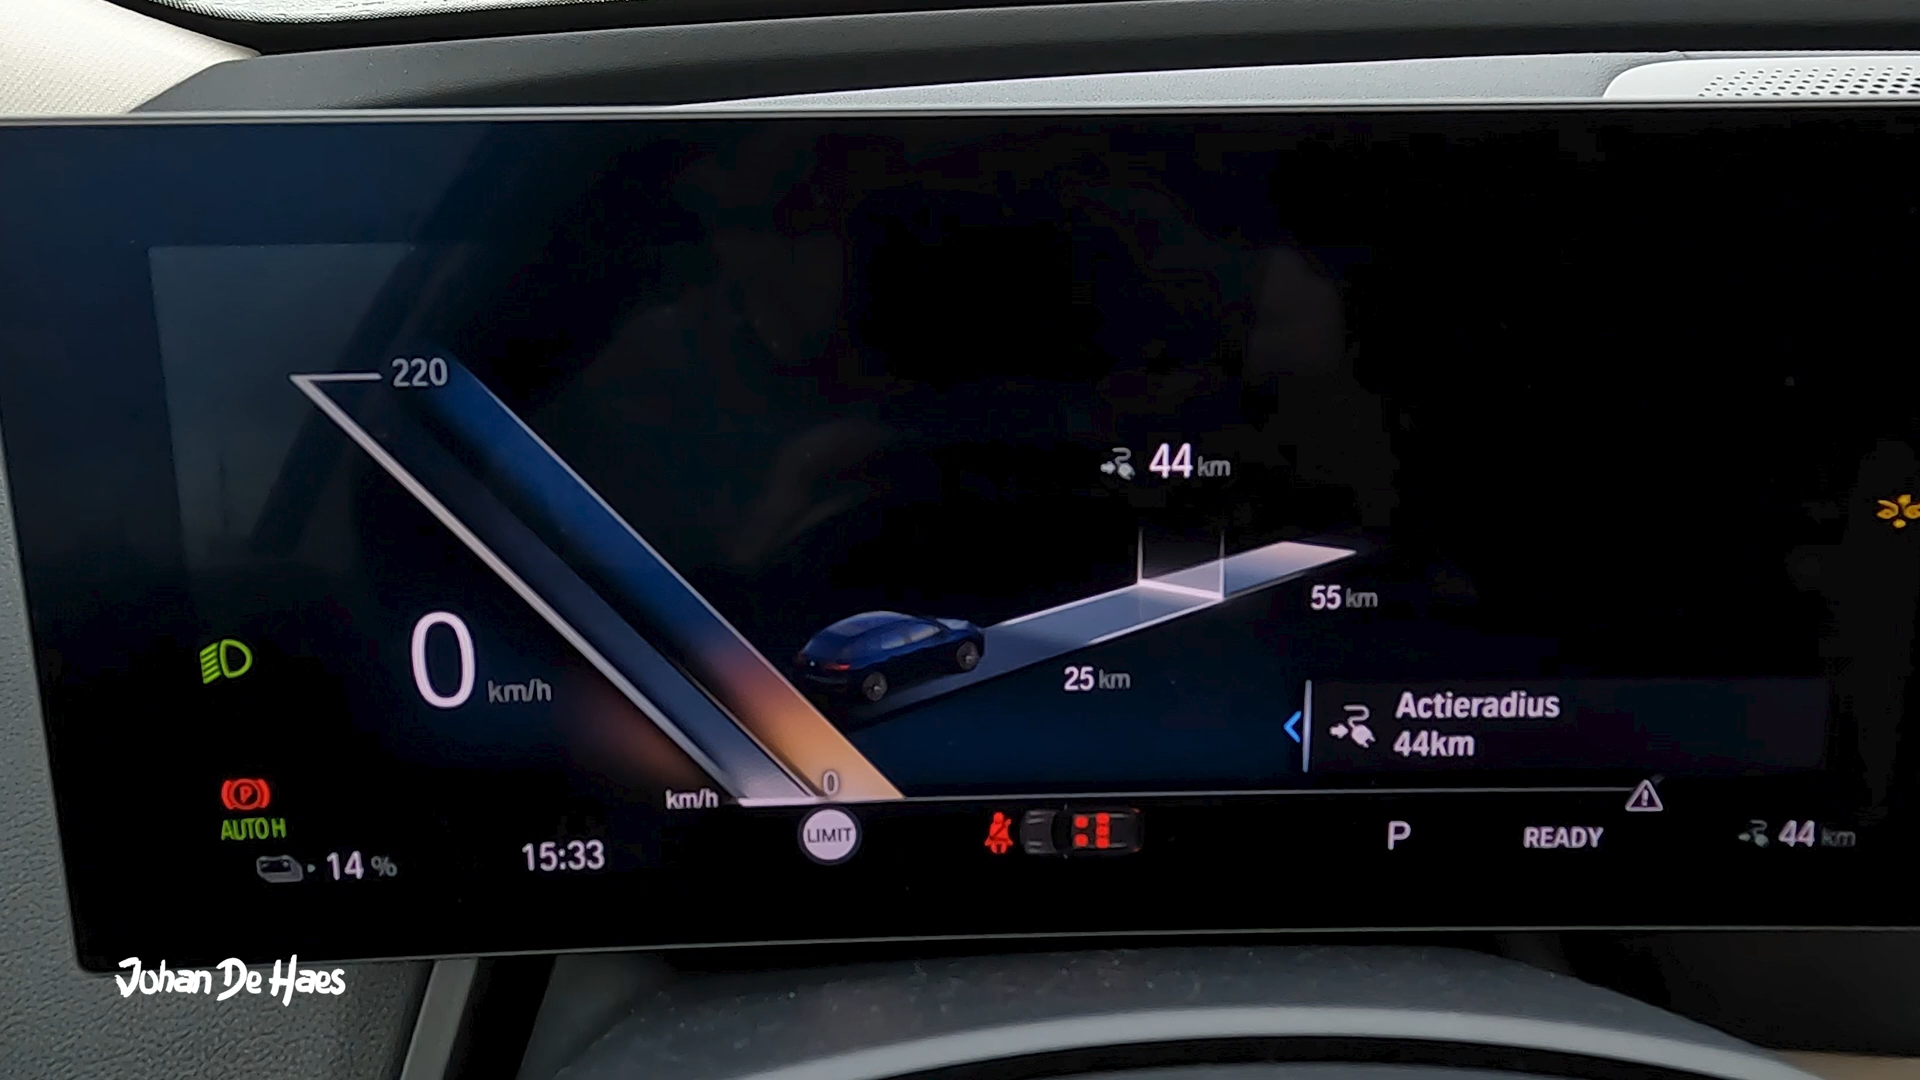 220
44 km
55 km
0 km/h
25 km
Actieradius
44km
0
km/h
LIMIT
P
AUTO H
P
READY
44 km
14 %
15:33
Johan De Haes